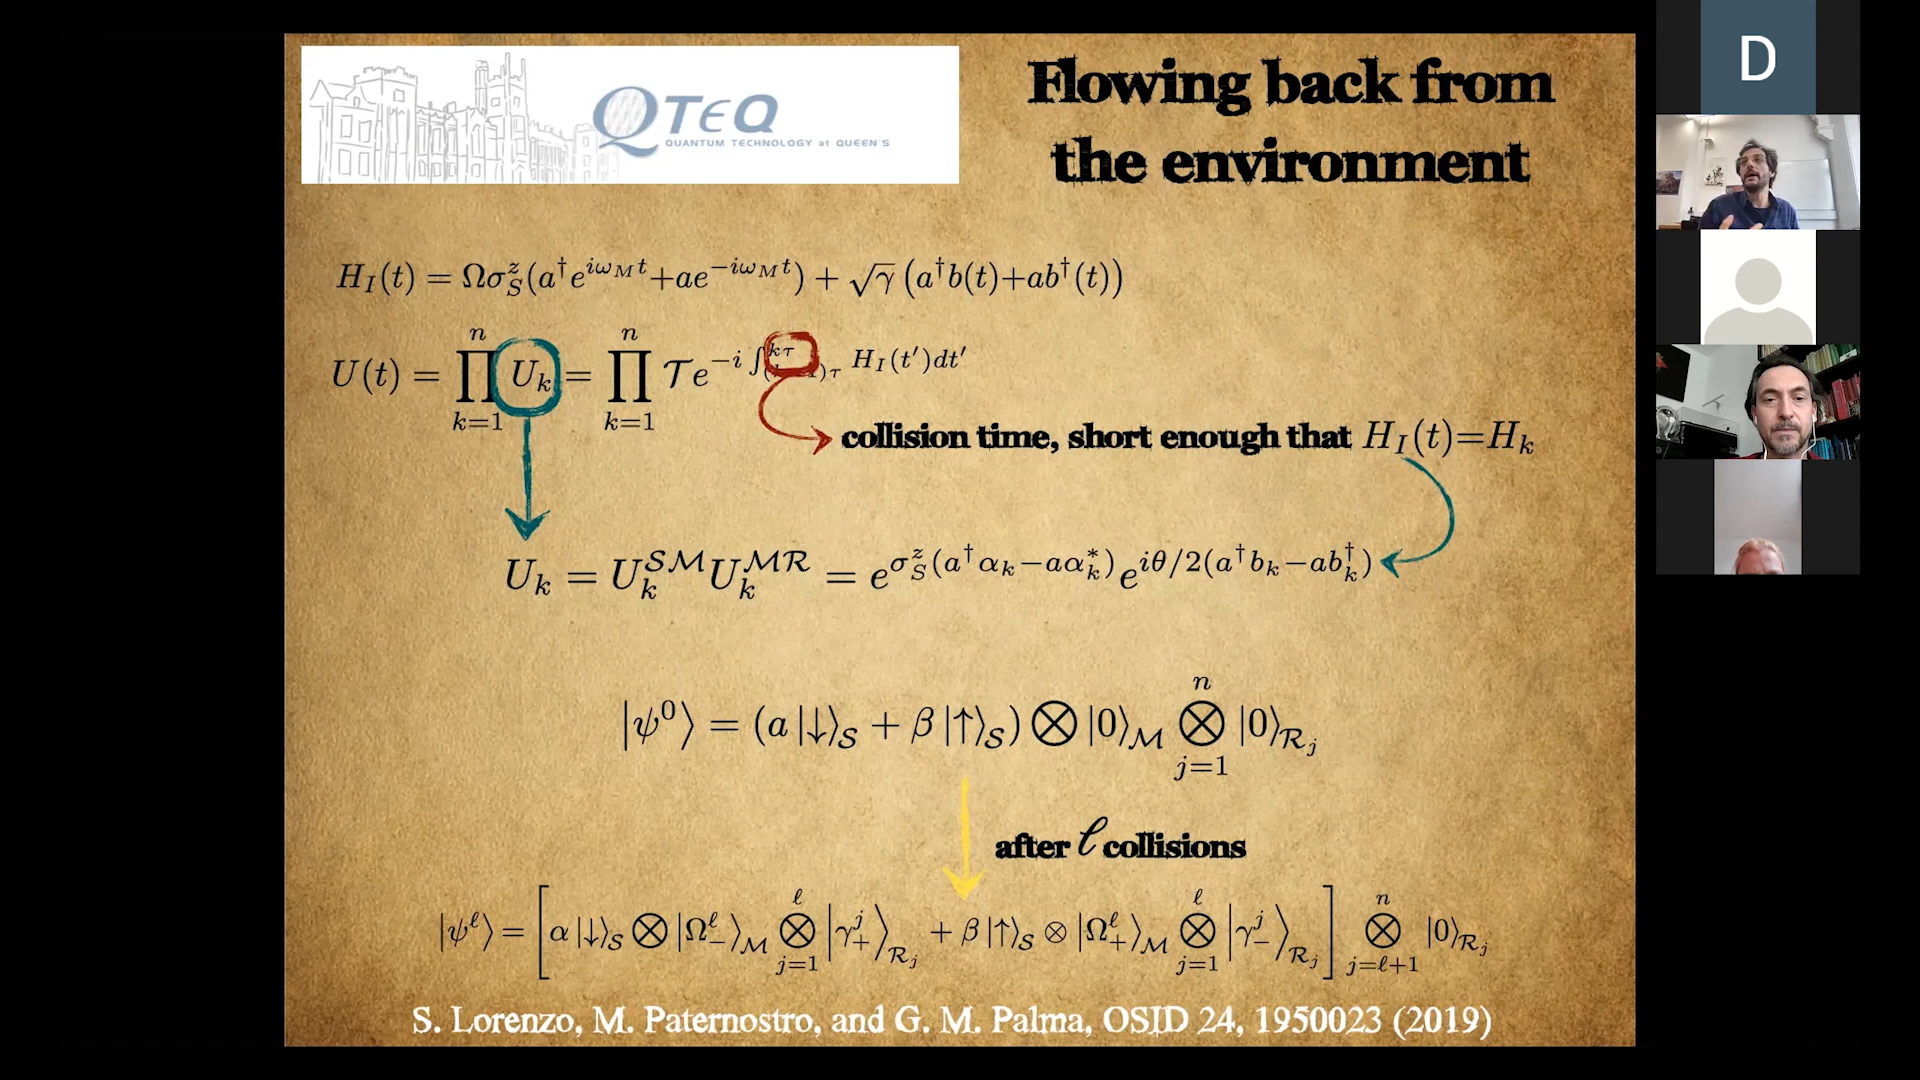 QTEQ
QUANTUM TECHNOLOGY at QUEEN'S
Flowing back from
the environment
H_I(t) = Ωσ_S^z(a†e^{iω_M t}+ae^{−iω_M t}) + √γ (a†b(t)+ab†(t))
U(t) = ∏_{k=1}^{n} U_k = ∏_{k=1}^{n} 𝒯e^{−i∫_{(k−1)τ}^{kτ} H_I(t′)dt′}
collision time, short enough that H_I(t)=H_k
U_k = U_k^{𝒮ℳ}U_k^{ℳℛ} = e^{σ_S^z(a†α_k−aα_k^*)}e^{iθ/2(a†b_k−ab_k^†)}
|ψ^0⟩ = (a|↓⟩_𝒮 + β|↑⟩_𝒮) ⊗ |0⟩_ℳ ⊗_{j=1}^{n} |0⟩_{ℛ_j}
after ℓ collisions
|ψ^ℓ⟩ = [α|↓⟩_𝒮 ⊗ |Ω_−^ℓ⟩_ℳ ⊗_{j=1}^{ℓ} |γ_+^j⟩_{ℛ_j} + β|↑⟩_𝒮 ⊗ |Ω_+^ℓ⟩_ℳ ⊗_{j=1}^{ℓ} |γ_−^j⟩_{ℛ_j}] ⊗_{j=ℓ+1}^{n} |0⟩_{ℛ_j}
S. Lorenzo, M. Paternostro, and G. M. Palma, OSID 24, 1950023 (2019)
D